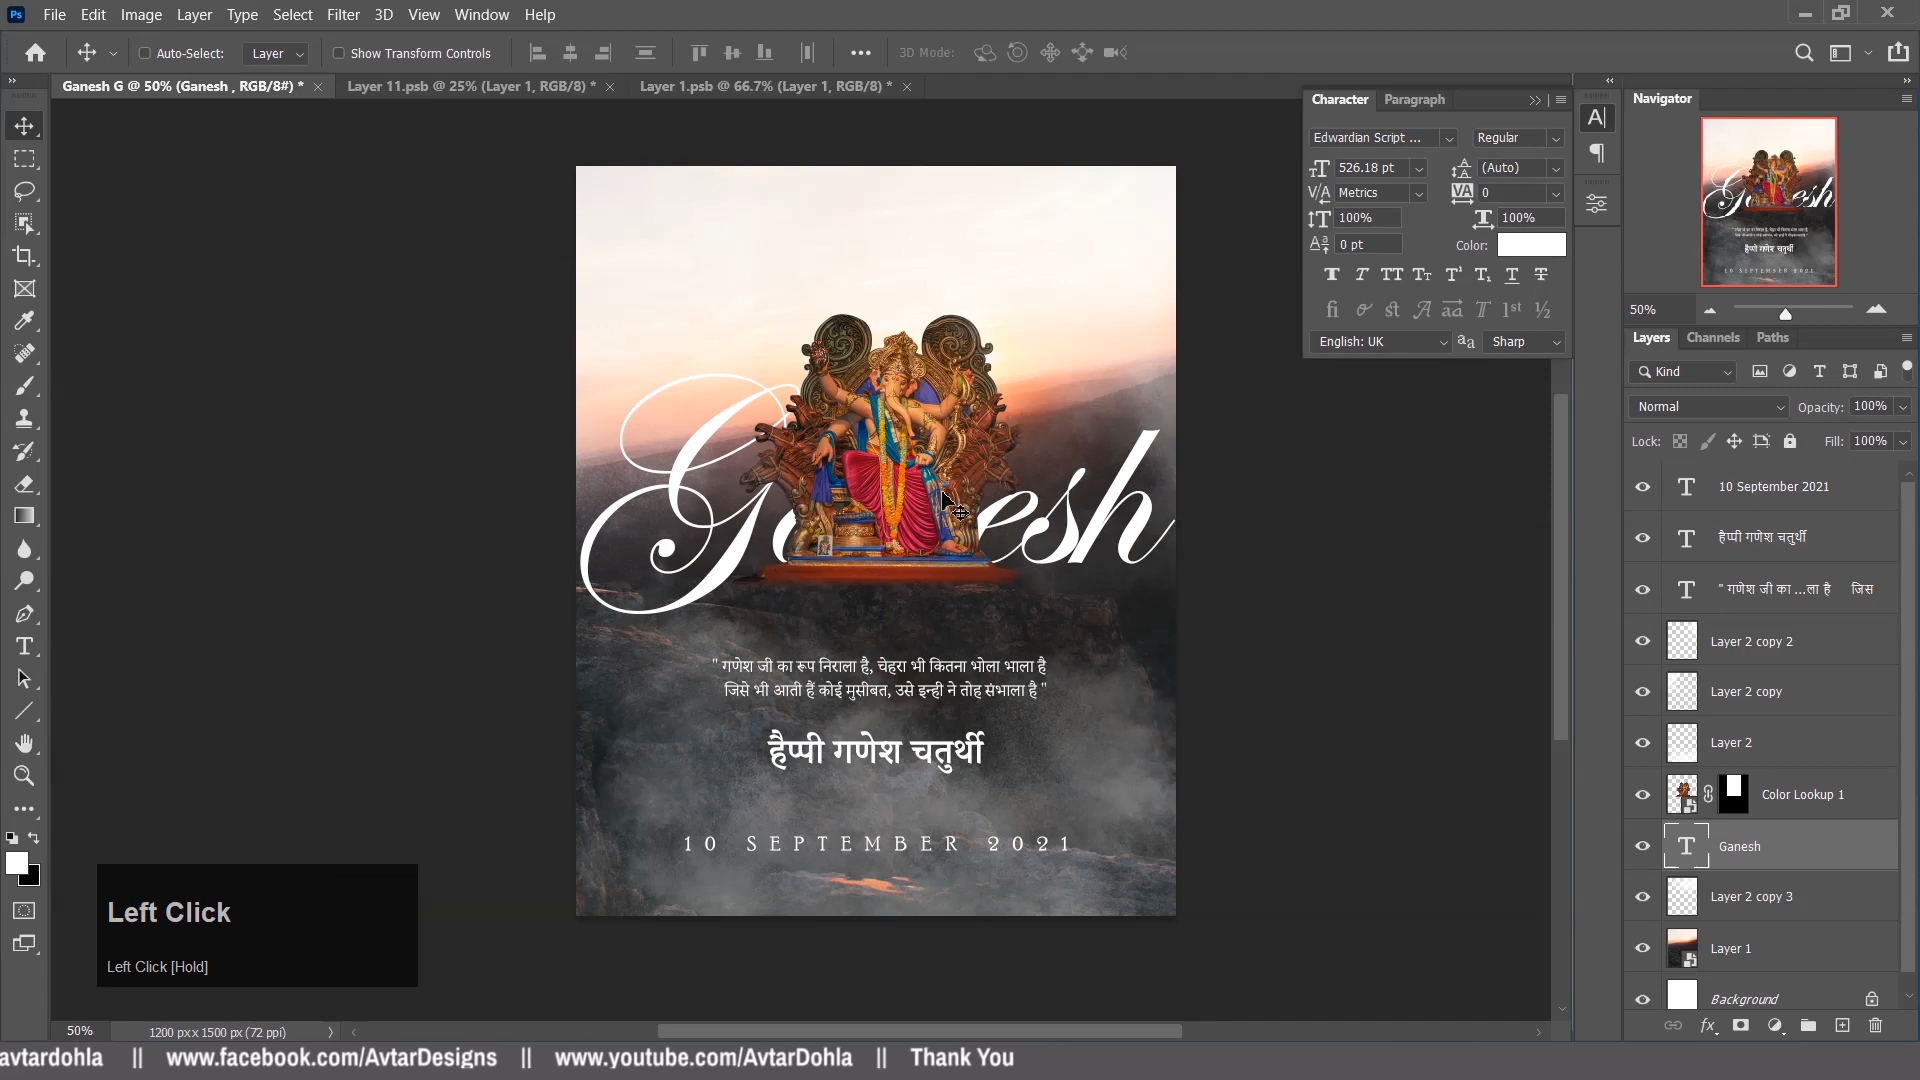 File Edit Image Layer Type Select Filter 3D View Window Help
Auto-Select: Layer Show Transform Controls 3D Mode:
Ganesh G @ 50% (Ganesh , RGB/8#) * Layer 11.psb @ 25% (Layer 1, RGB/8) * Layer 1.psb @ 66.7% (Layer 1, RGB/8) *
Character Paragraph
Edwardian Script ... Regular
526.18 pt (Auto)
Metrics 0
100% 100%
0 pt Color:
English: UK Sharp
Navigator
50%
Layers Channels Paths
Kind
Normal Opacity: 100%
Lock: Fill: 100%
10 September 2021
हैप्पी गणेश चतुर्थी
" गणेश जी का ...ला है जिस
Layer 2 copy 2
Layer 2 copy
Layer 2
Color Lookup 1
Ganesh
Layer 2 copy 3
Layer 1
Background
Ganesh
" गणेश जी का रूप निराला है, चेहरा भी कितना भोला भाला है
जिसे भी आती हैं कोई मुसीबत, उसे इन्ही ने तोह संभाला है "
हैप्पी गणेश चतुर्थी
10 SEPTEMBER 2021
Left Click
Left Click [Hold]
50% 1200 px x 1500 px (72 ppi)
avtardohla || www.facebook.com/AvtarDesigns || www.youtube.com/AvtarDohla || Thank You